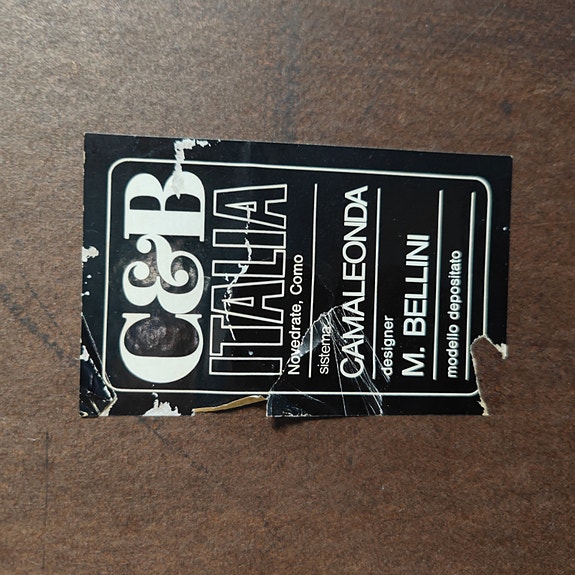 C&B
ITALIA
Novedrate, Como
sistema
CAMALEONDA
designer
M. BELLINI
modello depositato